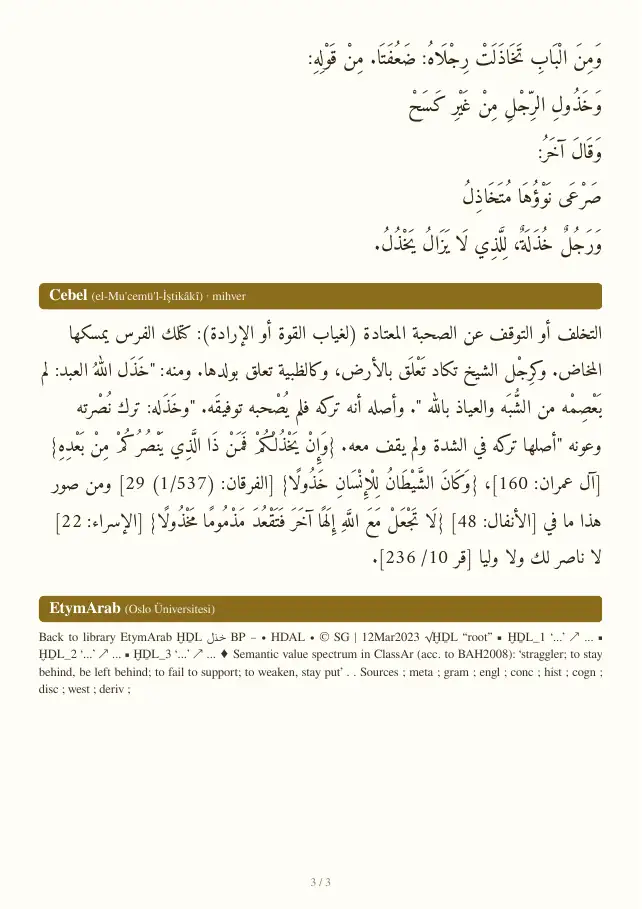 وَمِنَ الْبَابِ تَخَاذَلَتْ رِجْلَاهُ: ضَعُفَتَا. مِنْ قَوْلِهِ:
وَخَذُولِ الرِّجْلِ مِنْ غَيْرِ كَسَحْ
وَقَالَ آخَرُ:
صَرْعَى نَوْؤُهَا مُتَخَاذِلُ
وَرَجُلٌ خُذَلَةٌ، لِلَّذِي لَا يَزَالُ يَخْذُلُ.
Cebel (el-Mu'cemü'l-İştikâkî) · mihver
التخلف أو التوقف عن الصحبة المعتادة (لغياب القوة أو الإرادة): كتلك الفرس يمسكها
المخاض. وكرِجْل الشيخ تكاد تَعْلَق بالأرض، وكالظبية تعلق بولدها. ومنه: "خَذَل اللهُ العبد: لم
يَعْصِمْه من الشُّبَه والعياذ بالله ". وأصله أنه تركه فلم يُصْحبه توفيقَه. "وخَذَله: ترك نُصْرته
وعونه "أصلها تركه في الشدة ولم يقف معه. {وَإِنْ يَخْذُلْكُمْ فَمَنْ ذَا الَّذِي يَنْصُرُكُمْ مِنْ بَعْدِهِ}
[آل عمران: 160]، {وَكَانَ الشَّيْطَانُ لِلْإِنْسَانِ خَذُولًا} [الفرقان: (1/537) 29] ومن صور
هذا ما في [الأنفال: 48] {لَا تَجْعَلْ مَعَ اللَّهِ إِلَهًا آخَرَ فَتَقْعُدَ مَذْمُومًا مَخْذُولًا} [الإسراء: 22]
لا ناصر لك ولا وليا [قر 10/ 236].
EtymArab (Oslo Üniversitesi)
Back to library EtymArab ḪḎL خذل BP – • HDAL • © SG | 12Mar2023 √ḪḎL “root” ▪ ḪḎL_1 ‘...’ ↗ ... ▪
ḪḎL_2 ‘...’ ↗ ... ▪ ḪḎL_3 ‘...’ ↗ ... ♦ Semantic value spectrum in ClassAr (acc. to BAH2008): ‘straggler; to stay
behind, be left behind; to fail to support; to weaken, stay put’ . . Sources ; meta ; gram ; engl ; conc ; hist ; cogn ;
disc ; west ; deriv ;
3 / 3